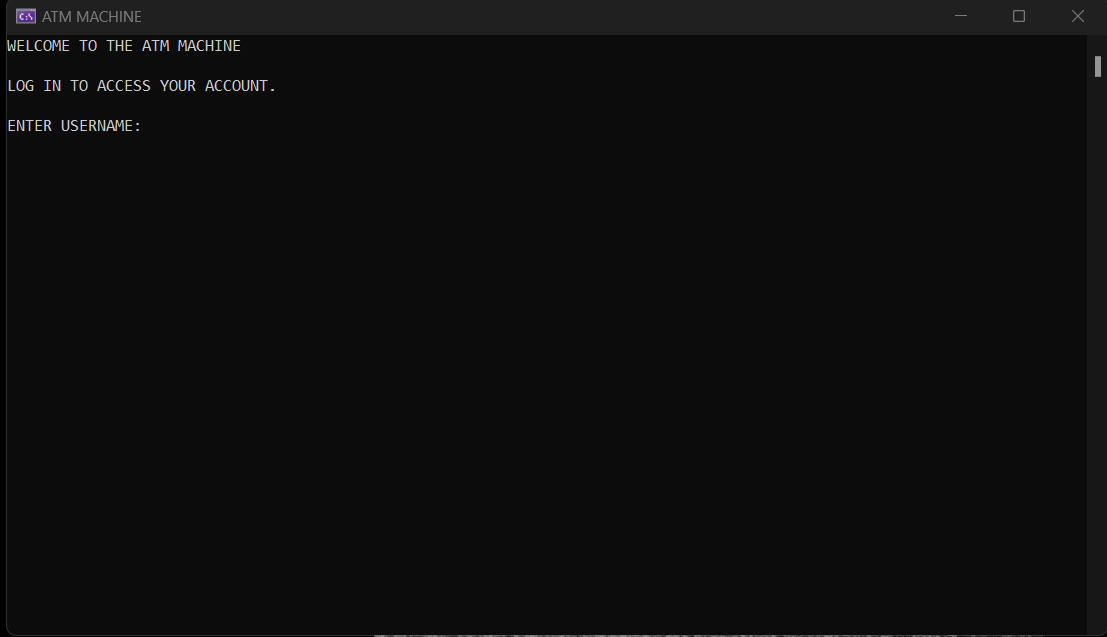 C:\ ATM MACHINE
WELCOME TO THE ATM MACHINE
LOG IN TO ACCESS YOUR ACCOUNT.
ENTER USERNAME: